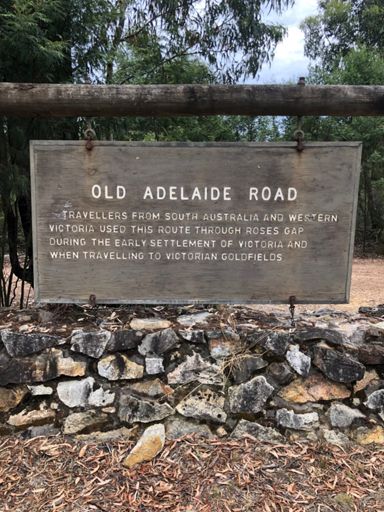 OLD ADELAIDE ROAD
TRAVELLERS FROM SOUTH AUSTRALIA AND WESTERN
VICTORIA USED THIS ROUTE THROUGH ROSES GAP
DURING THE EARLY SETTLEMENT OF VICTORIA AND
WHEN TRAVELLING TO VICTORIAN GOLDFIELDS